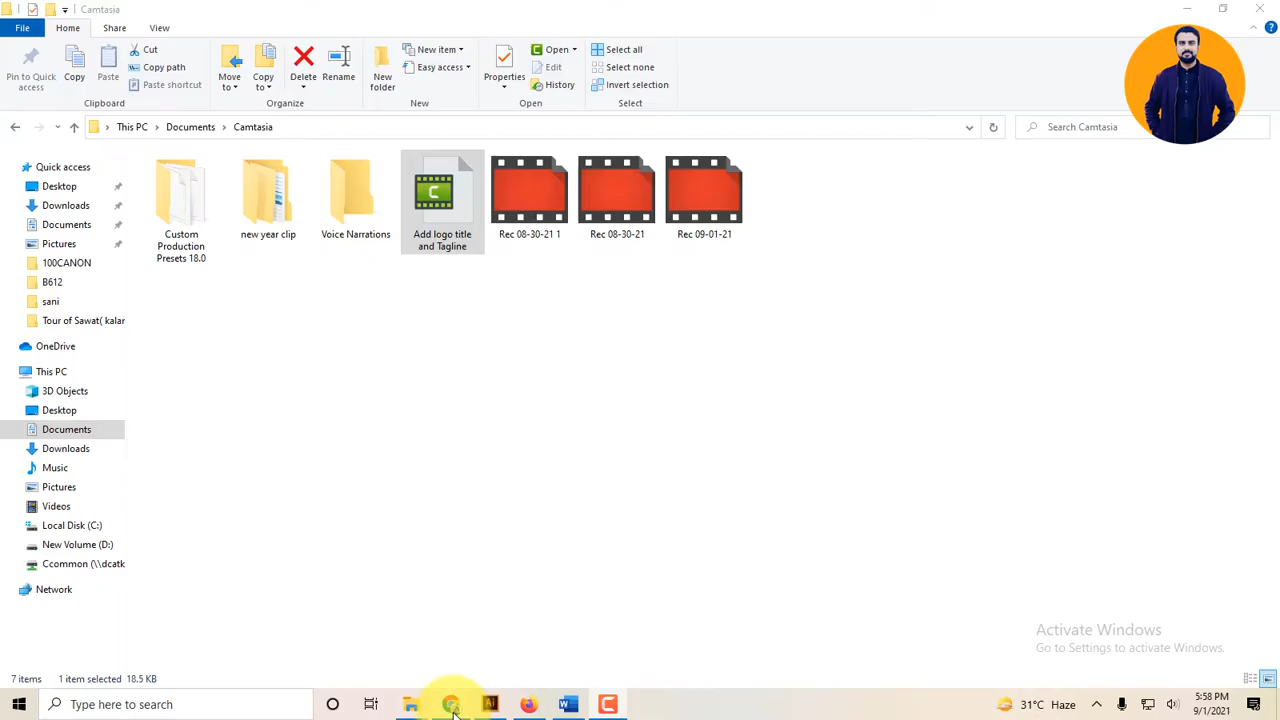 Camtasia
File Home Share View
Pin to Quick access
Copy
Paste
Cut
Copy path
Paste shortcut
Clipboard
Move to
Copy to
Delete
Rename
Organize
New folder
New item
Easy access
New
Properties
Open
Edit
History
Open
Select all
Select none
Invert selection
Select
This PC > Documents > Camtasia
Search Camtasia
Quick access
Desktop
Downloads
Documents
Pictures
100CANON
B612
sani
Tour of Sawat( kalar
OneDrive
This PC
3D Objects
Desktop
Documents
Downloads
Music
Pictures
Videos
Local Disk (C:)
New Volume (D:)
Ccommon (\\dcatk
Network
Custom Production Presets 18.0
new year clip
Voice Narrations
Add logo title and Tagline
Rec 08-30-21 1
Rec 08-30-21
Rec 09-01-21
Activate Windows
Go to Settings to activate Windows.
7 items 1 item selected 18.5 KB
Type here to search
Ai
W
C
31°C Haze
5:58 PM
9/1/2021